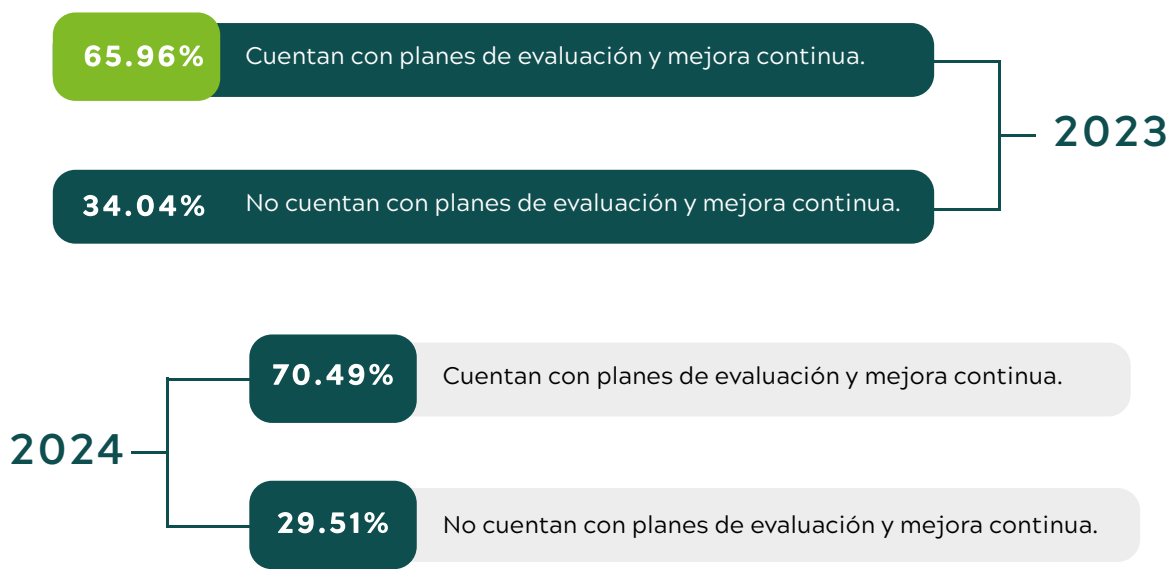 65.96% Cuentan con planes de evaluación y mejora continua.
2023
34.04% No cuentan con planes de evaluación y mejora continua.
70.49% Cuentan con planes de evaluación y mejora continua.
2024
29.51% No cuentan con planes de evaluación y mejora continua.